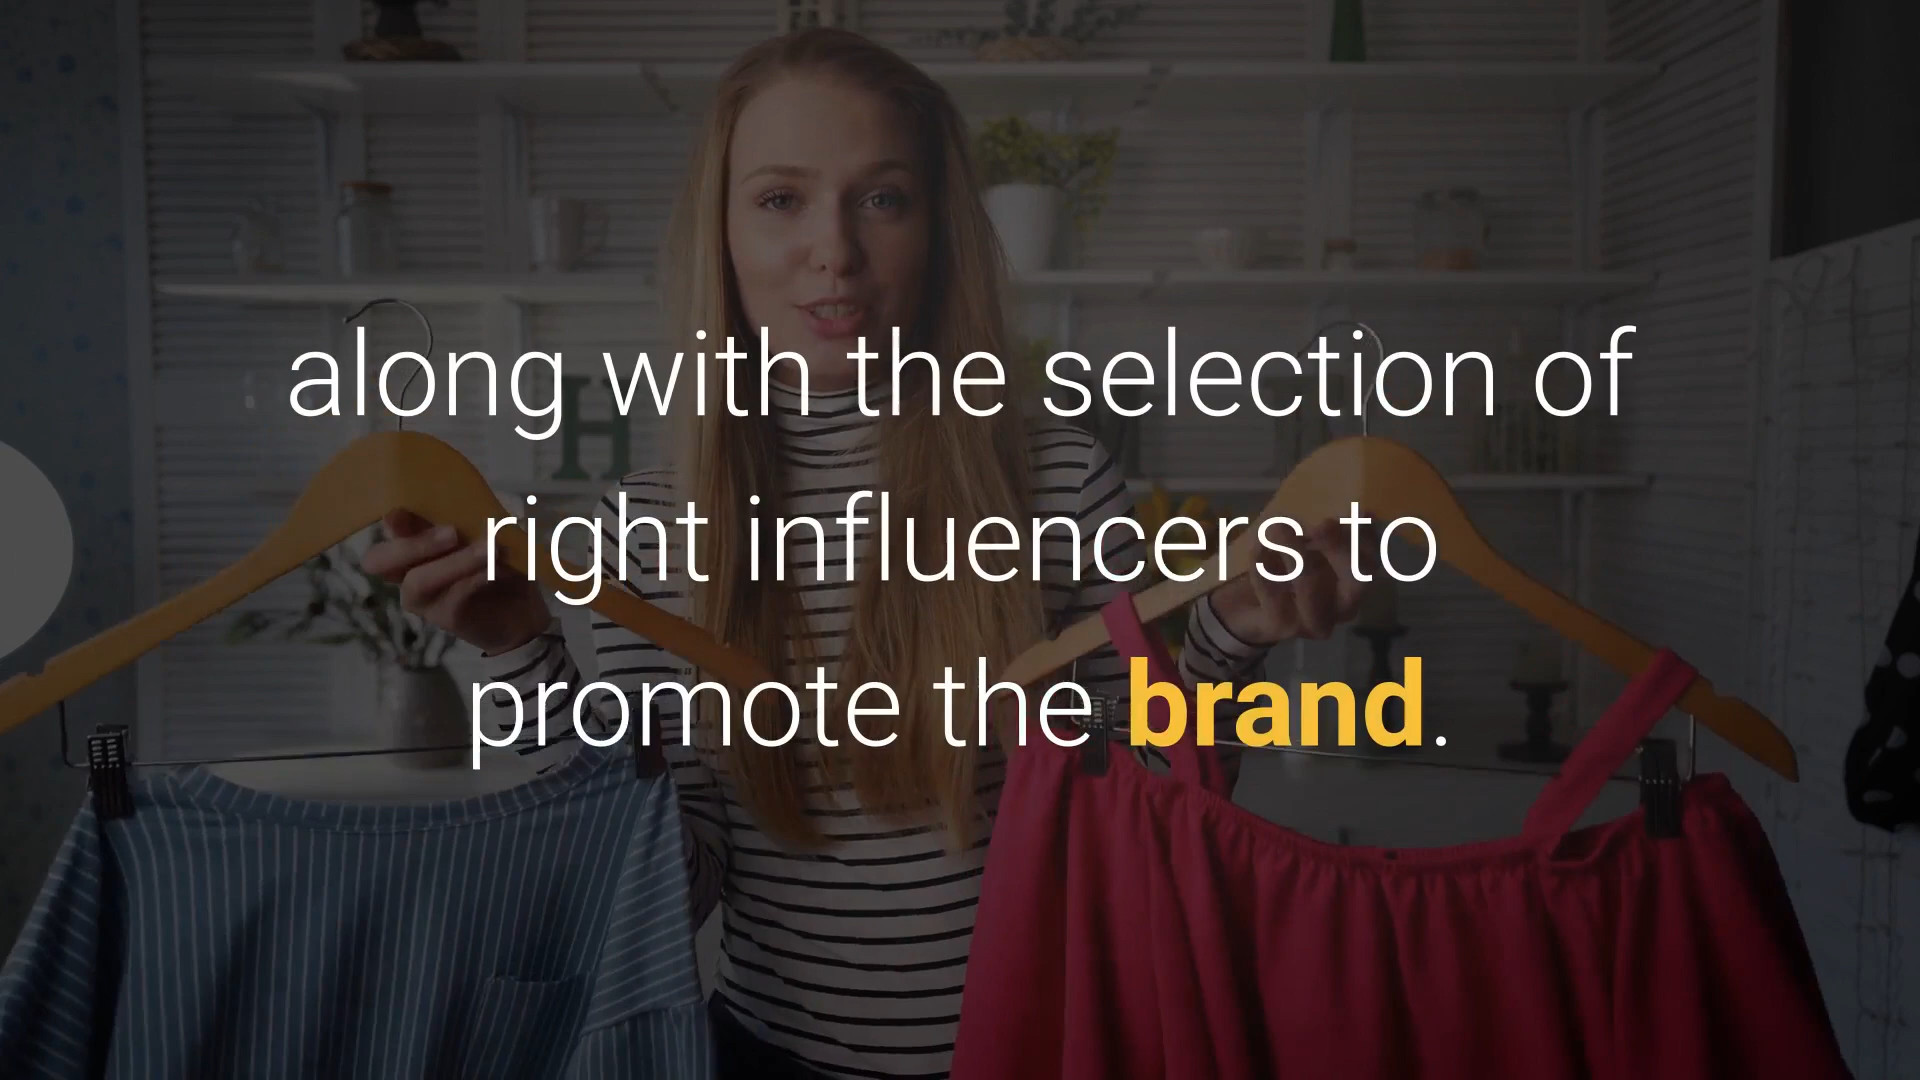 along with the selection of
right influencers to
promote the brand.
H